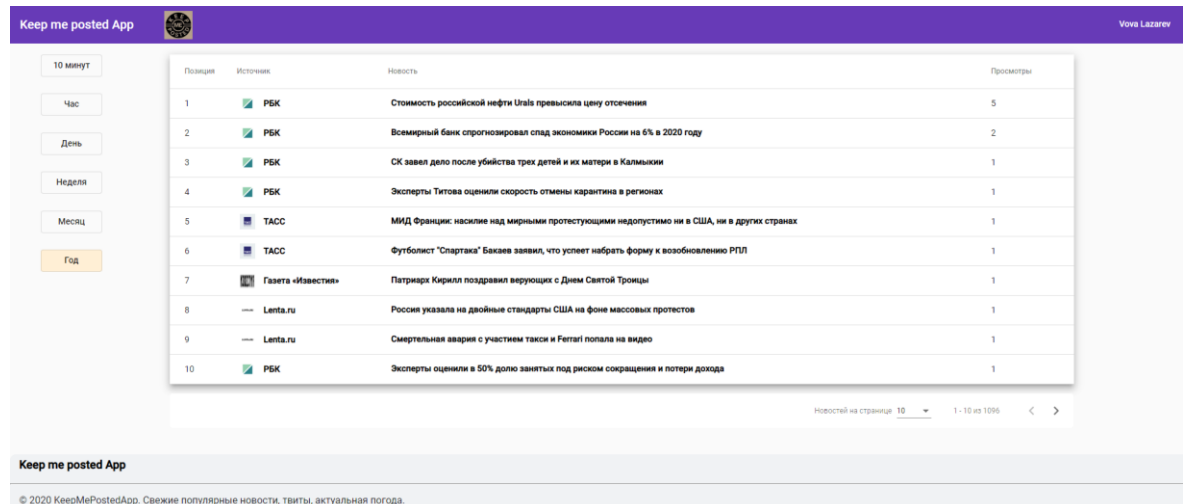 Keep me posted App
Vova Lazarev
10 минут
Час
День
Неделя
Месяц
Год
Позиция Источник Новость Просмотры
1 РБК Стоимость российской нефти Urals превысила цену отсечения 5
2 РБК Всемирный банк спрогнозировал спад экономики России на 6% в 2020 году 2
3 РБК СК завел дело после убийства трех детей и их матери в Калмыкии 1
4 РБК Эксперты Титова оценили скорость отмены карантина в регионах 1
5 ТАСС МИД Франции: насилие над мирными протестующими недопустимо ни в США, ни в других странах 1
6 ТАСС Футболист "Спартака" Бакаев заявил, что успеет набрать форму к возобновлению РПЛ 1
7 Газета «Известия» Патриарх Кирилл поздравил верующих с Днем Святой Троицы 1
8 Lenta.ru Россия указала на двойные стандарты США на фоне массовых протестов 1
9 Lenta.ru Смертельная авария с участием такси и Ferrari попала на видео 1
10 РБК Эксперты оценили в 50% долю занятых под риском сокращения и потери дохода 1
Новостей на странице 10 1 - 10 из 1096
Keep me posted App
© 2020 KeepMePostedApp. Свежие популярные новости, твиты, актуальная погода.